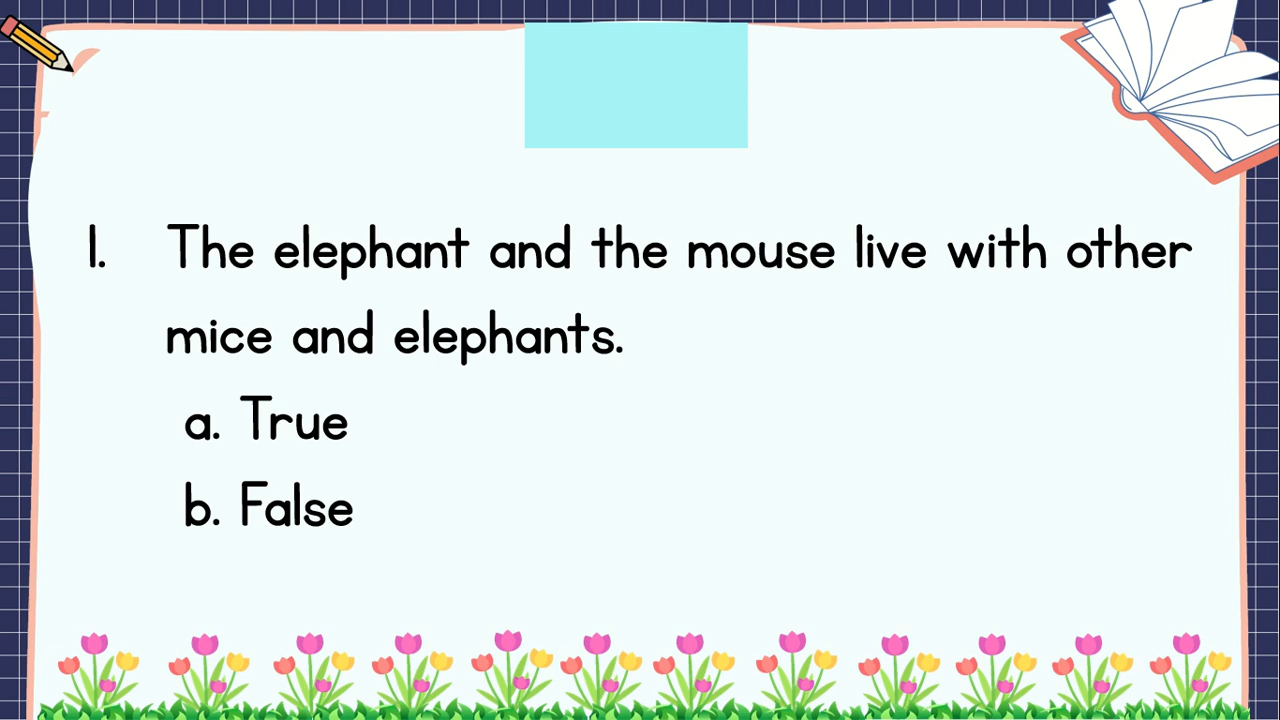 1. The elephant and the mouse live with other
mice and elephants.
a. True
b. False